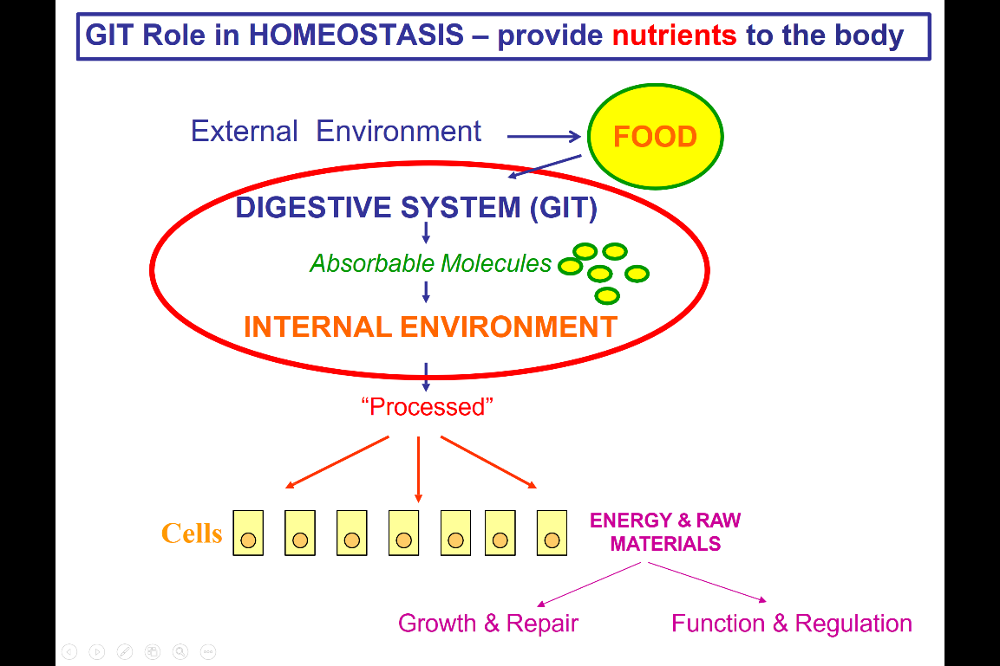 GIT Role in HOMEOSTASIS – provide nutrients to the body
External Environment
FOOD
DIGESTIVE SYSTEM (GIT)
Absorbable Molecules
INTERNAL ENVIRONMENT
“Processed”
Cells
ENERGY & RAW
MATERIALS
Growth & Repair
Function & Regulation